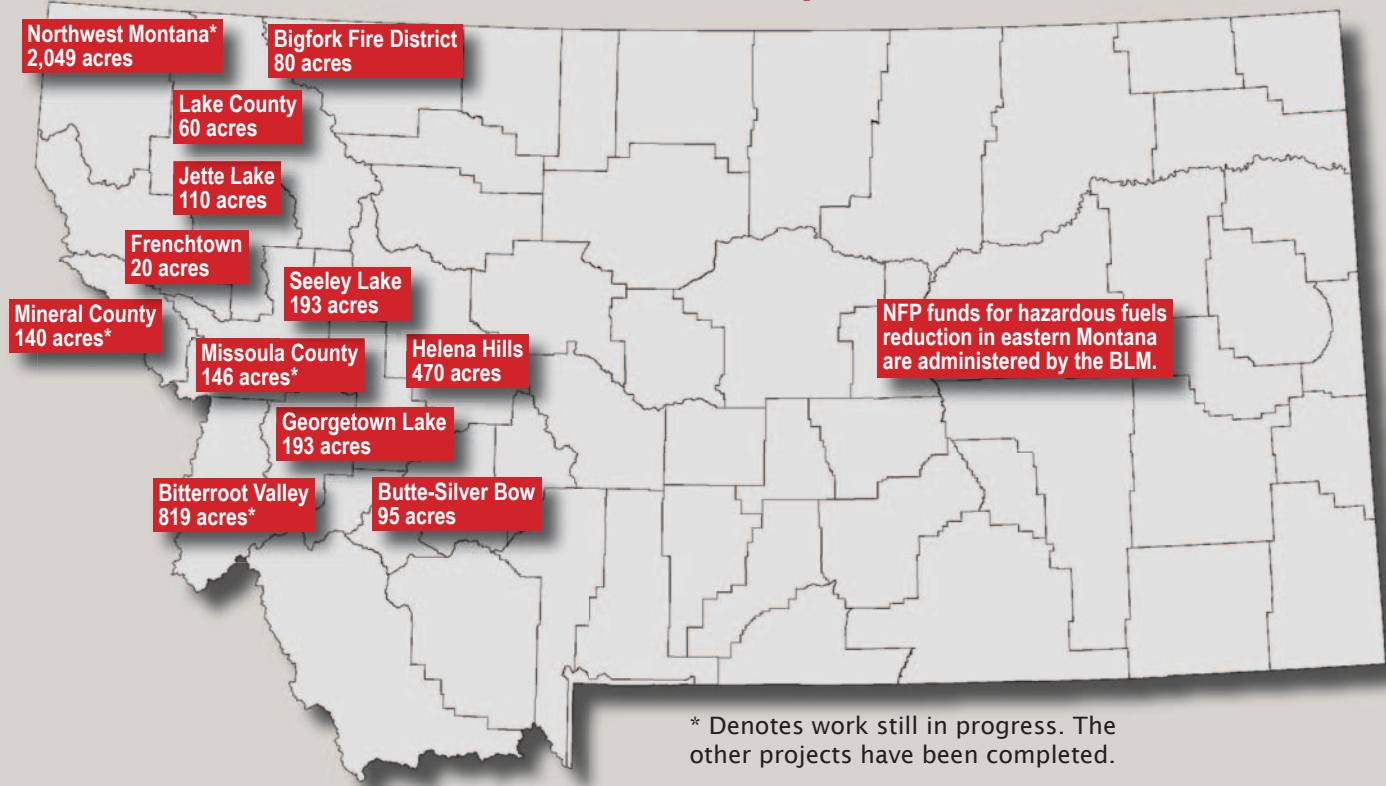 Northwest Montana*
2,049 acres
Bigfork Fire District
80 acres
Lake County
60 acres
Jette Lake
110 acres
Frenchtown
20 acres
Seeley Lake
193 acres
Mineral County
140 acres*
Missoula County
146 acres*
Helena Hills
470 acres
NFP funds for hazardous fuels
reduction in eastern Montana
are administered by the BLM.
Georgetown Lake
193 acres
Bitterroot Valley
819 acres*
Butte-Silver Bow
95 acres
* Denotes work still in progress. The
other projects have been completed.